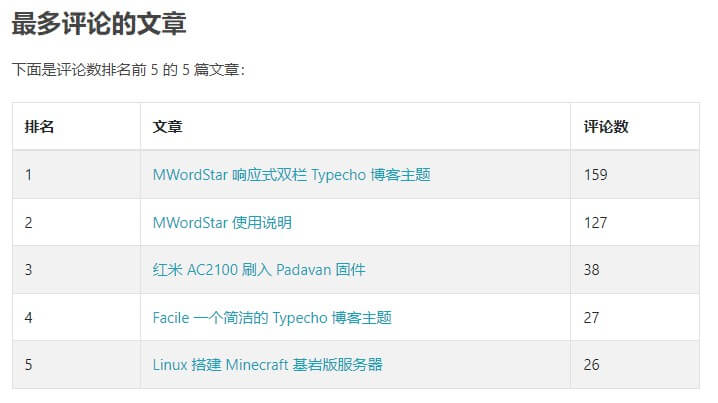 最多评论的文章
下面是评论数排名前 5 的 5 篇文章：
排名 文章 评论数
1 MWordStar 响应式双栏 Typecho 博客主题 159
2 MWordStar 使用说明 127
3 红米 AC2100 刷入 Padavan 固件 38
4 Facile 一个简洁的 Typecho 博客主题 27
5 Linux 搭建 Minecraft 基岩版服务器 26